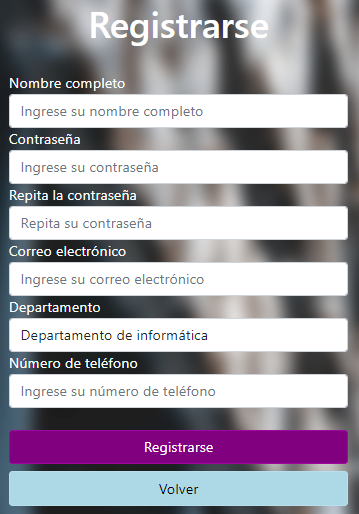 Registrarse
Nombre completo
Ingrese su nombre completo
Contraseña
Ingrese su contraseña
Repita la contraseña
Repita su contraseña
Correo electrónico
Ingrese su correo electrónico
Departamento
Departamento de informática
Número de teléfono
Ingrese su número de teléfono
Registrarse
Volver